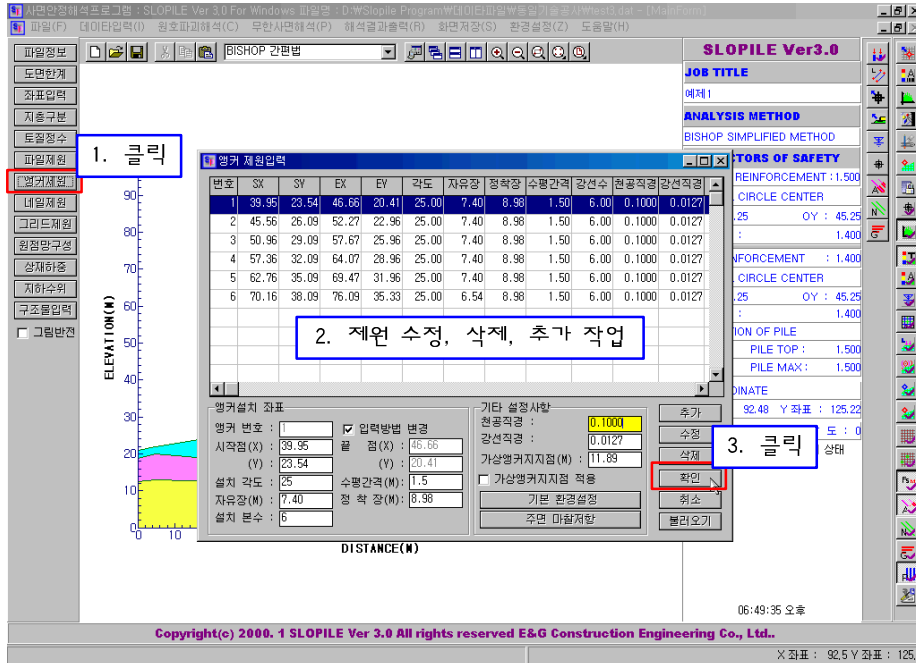 사면안정해석프로그램 : SLOPILE Ver 3,0 For Windows 파일명 : D:\Slopile Program\데이타파일\동일기술공사\test3.dat - [MainForm]
파일(F) 데이타입력(I) 원호파괴해석(C) 무한사면해석(P) 해석결과출력(R) 화면저장(S) 환경설정(Z) 도움말(H)
BISHOP 간편법
파일정보
도면한계
좌표입력
지층구분
토질정수
파일제원
앵커제원
네일제원
그리드제원
원점망구성
상재하중
지하수위
구조물입력
그림반전
1. 클릭
ELEVATION(M)
90
80
70
60
50
40
30
20
10
0
0 10
DISTANCE(M)
앵커 제원입력
번호 SX SY EX EY 각도 자유장 정착장 수평간격 강선수 천공직경 강선직경
1 39.95 23.54 46.66 20.41 25.00 7.40 8.98 1.50 6.00 0.1000 0.0127
2 45.56 26.09 52.27 22.96 25.00 7.40 8.98 1.50 6.00 0.1000 0.0127
3 50.96 29.09 57.67 25.96 25.00 7.40 8.98 1.50 6.00 0.1000 0.0127
4 57.36 32.09 64.07 28.96 25.00 7.40 8.98 1.50 6.00 0.1000 0.0127
5 62.76 35.09 69.47 31.96 25.00 7.40 8.98 1.50 6.00 0.1000 0.0127
6 70.16 38.09 76.09 35.33 25.00 6.54 8.98 1.50 6.00 0.1000 0.0127
2. 제원 수정, 삭제, 추가 작업
앵커설치 좌표
앵커 번호 : 1 입력방법 변경
시작점(X) : 39.95 끝 점(X) : 46.66
(Y) : 23.54 (Y) : 20.41
설치 각도 : 25 수평간격(M): 1.5
자유장(M) : 7.40 정 착 장(M): 8.98
설치 본수 : 6
기타 설정사항
천공직경 : 0.1000
강선직경 : 0.0127
가상앵커지지점(M) : 11.89
가상앵커지지점 적용
기본 환경설정
주면 마찰저항
추가
수정
삭제
확인
취소
불러오기
3. 클릭
SLOPILE Ver3.0
JOB TITLE
예제1
ANALYSIS METHOD
BISHOP SIMPLIFIED METHOD
TORS OF SAFETY
REINFORCEMENT :1.500
CIRCLE CENTER
.25 OY : 45.25
: 1.400
NFORCEMENT : 1.400
CIRCLE CENTER
.25 OY : 45.25
: 1.400
ION OF PILE
PILE TOP : 1.500
PILE MAX : 1.500
DINATE
92.48 Y 좌표 : 125.22
도 : 0
상태
06:49:35 오후
Copyright(c) 2000. 1 SLOPILE Ver 3.0 All rights reserved E&G Construction Engineering Co., Ltd..
X 좌표 : 92,5 Y 좌표 : 125,